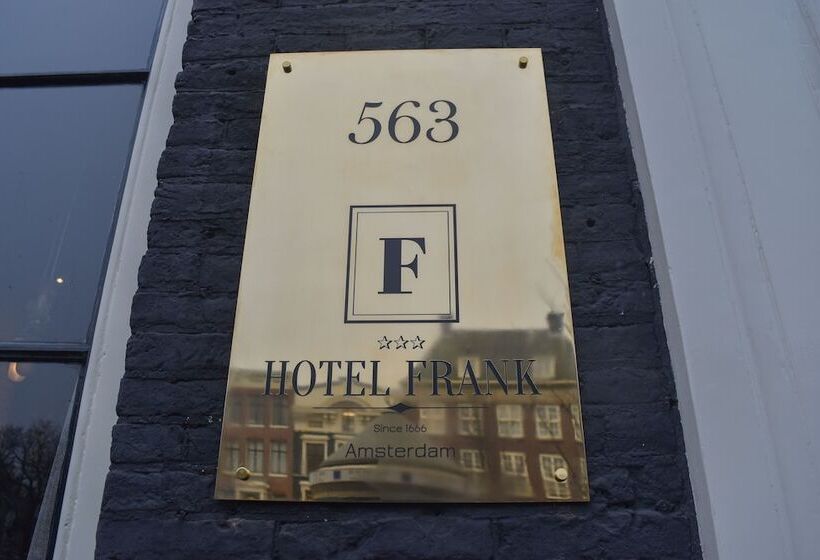 563
F
HOTEL FRANK
Since 1666
Amsterdam